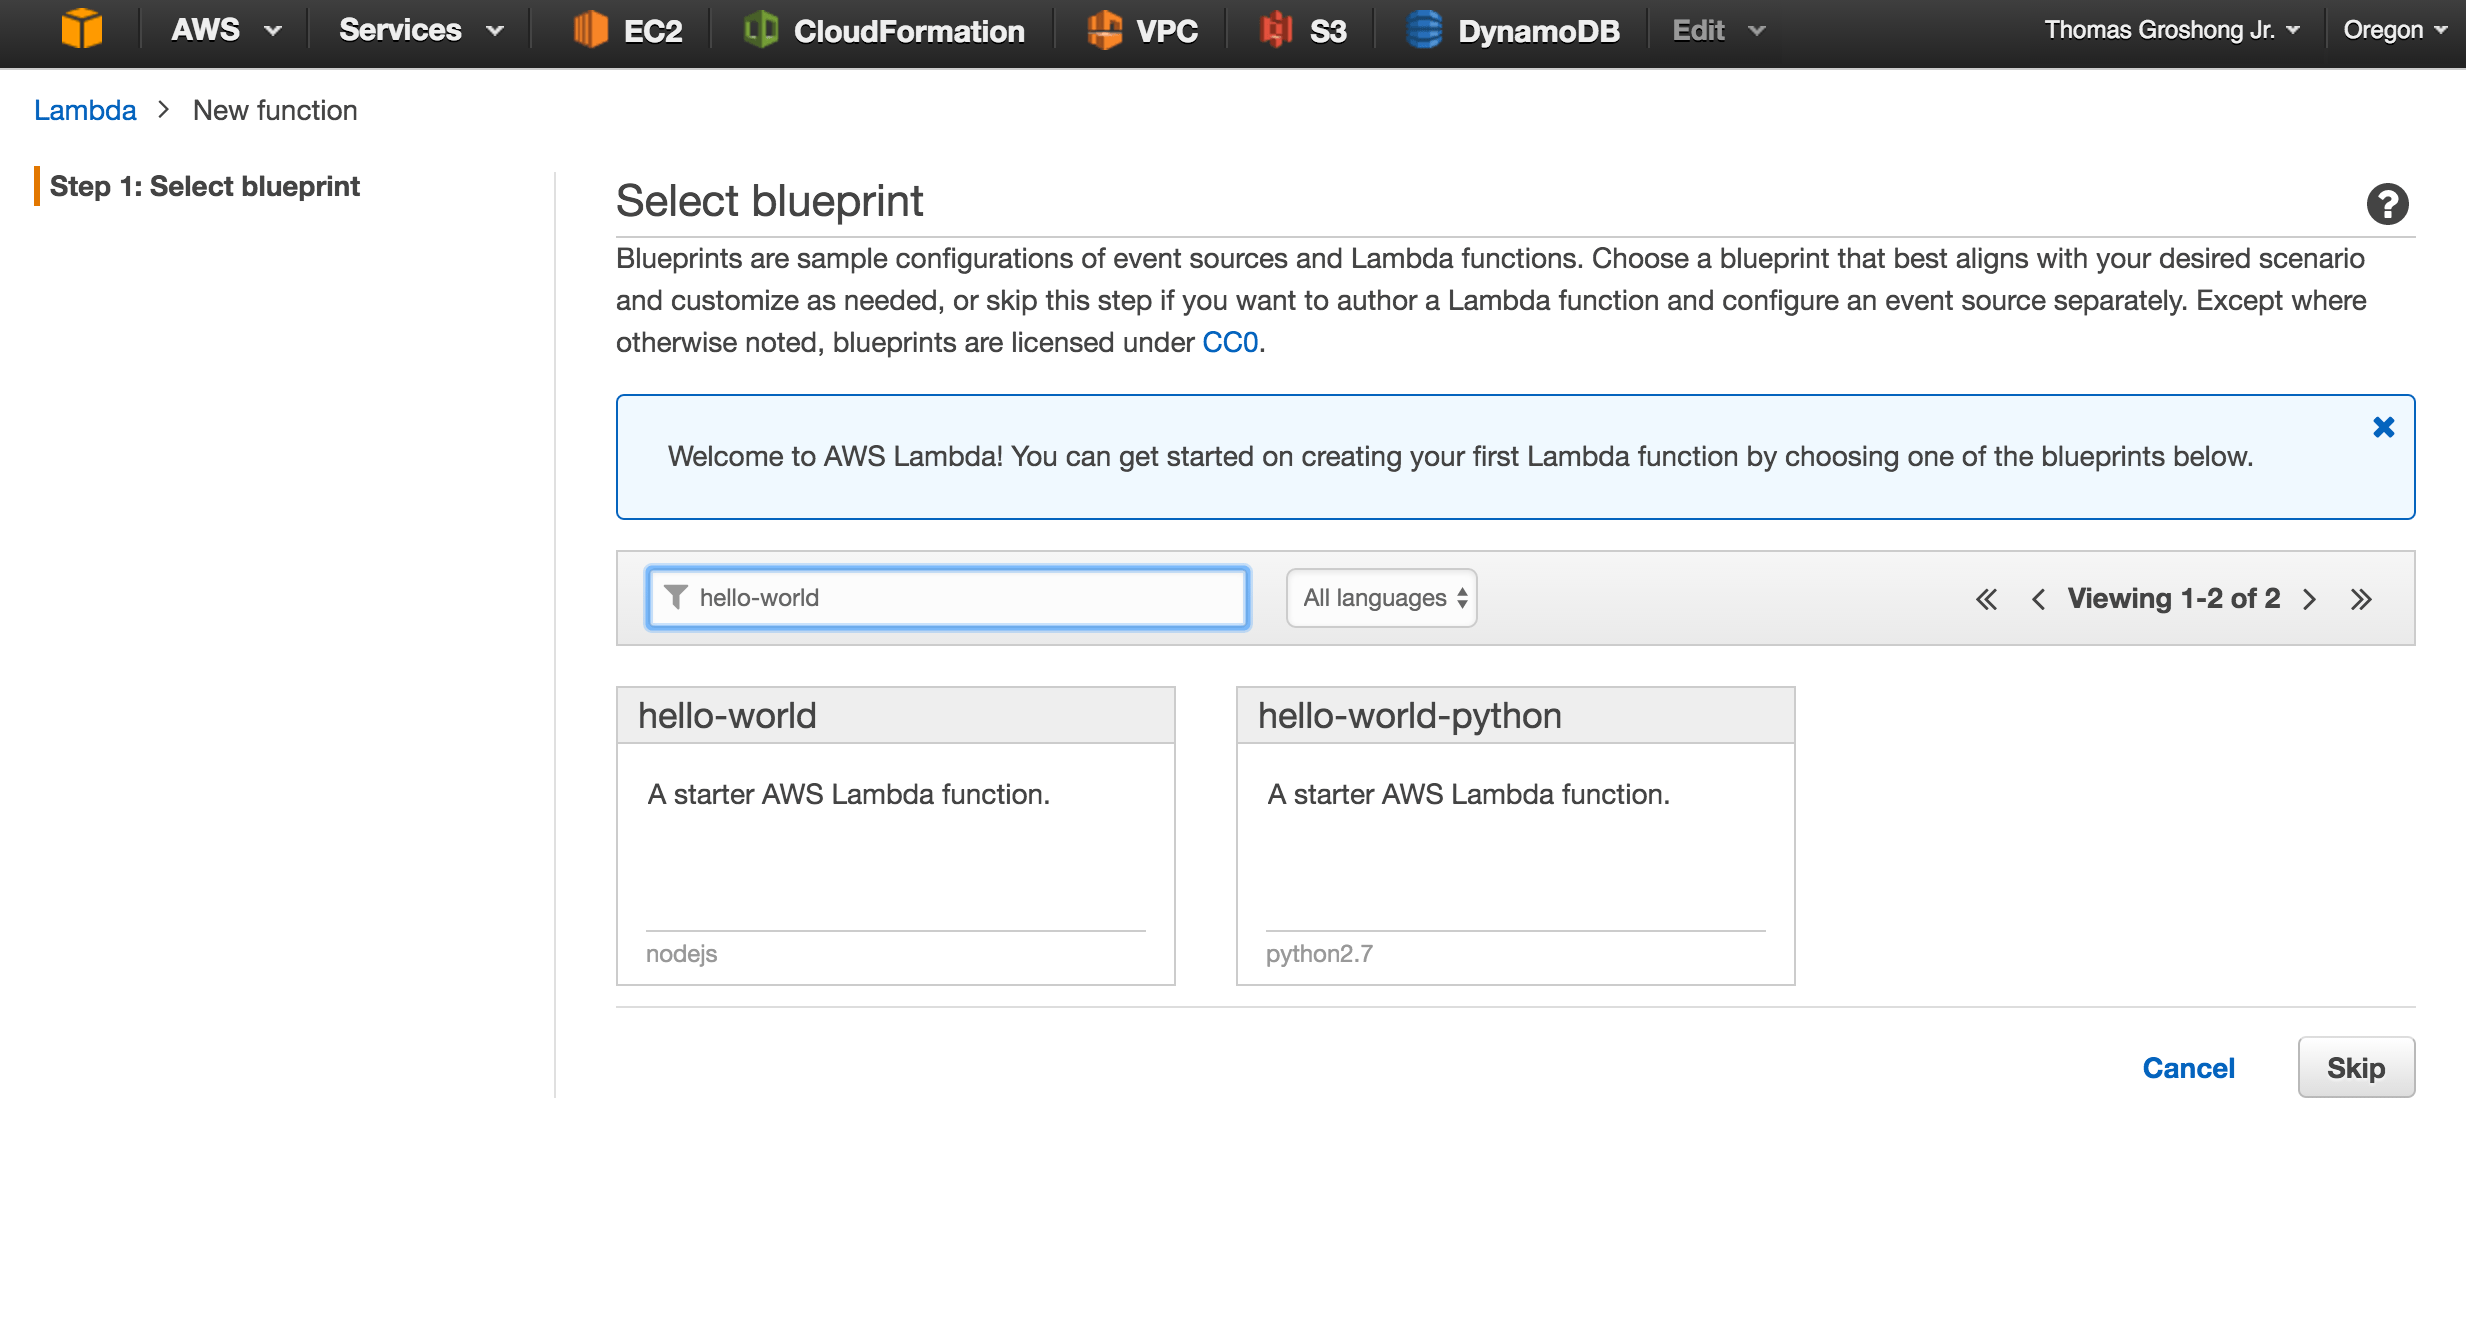 AWS Services EC2 CloudFormation VPC S3 DynamoDB Edit Thomas Groshong Jr. Oregon
Lambda > New function
Step 1: Select blueprint
Select blueprint
Blueprints are sample configurations of event sources and Lambda functions. Choose a blueprint that best aligns with your desired scenario
and customize as needed, or skip this step if you want to author a Lambda function and configure an event source separately. Except where
otherwise noted, blueprints are licensed under CC0.
Welcome to AWS Lambda! You can get started on creating your first Lambda function by choosing one of the blueprints below.
hello-world All languages « < Viewing 1-2 of 2 > »
hello-world
A starter AWS Lambda function.
nodejs
hello-world-python
A starter AWS Lambda function.
python2.7
Cancel Skip